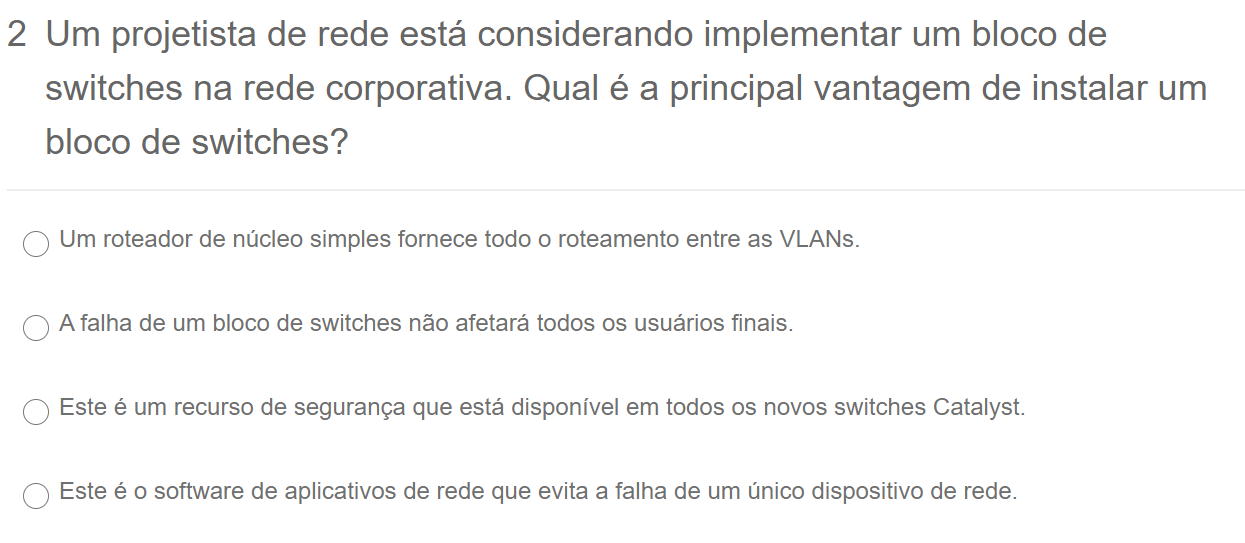 2 Um projetista de rede está considerando implementar um bloco de
switches na rede corporativa. Qual é a principal vantagem de instalar um
bloco de switches?
Um roteador de núcleo simples fornece todo o roteamento entre as VLANs.
A falha de um bloco de switches não afetará todos os usuários finais.
Este é um recurso de segurança que está disponível em todos os novos switches Catalyst.
Este é o software de aplicativos de rede que evita a falha de um único dispositivo de rede.